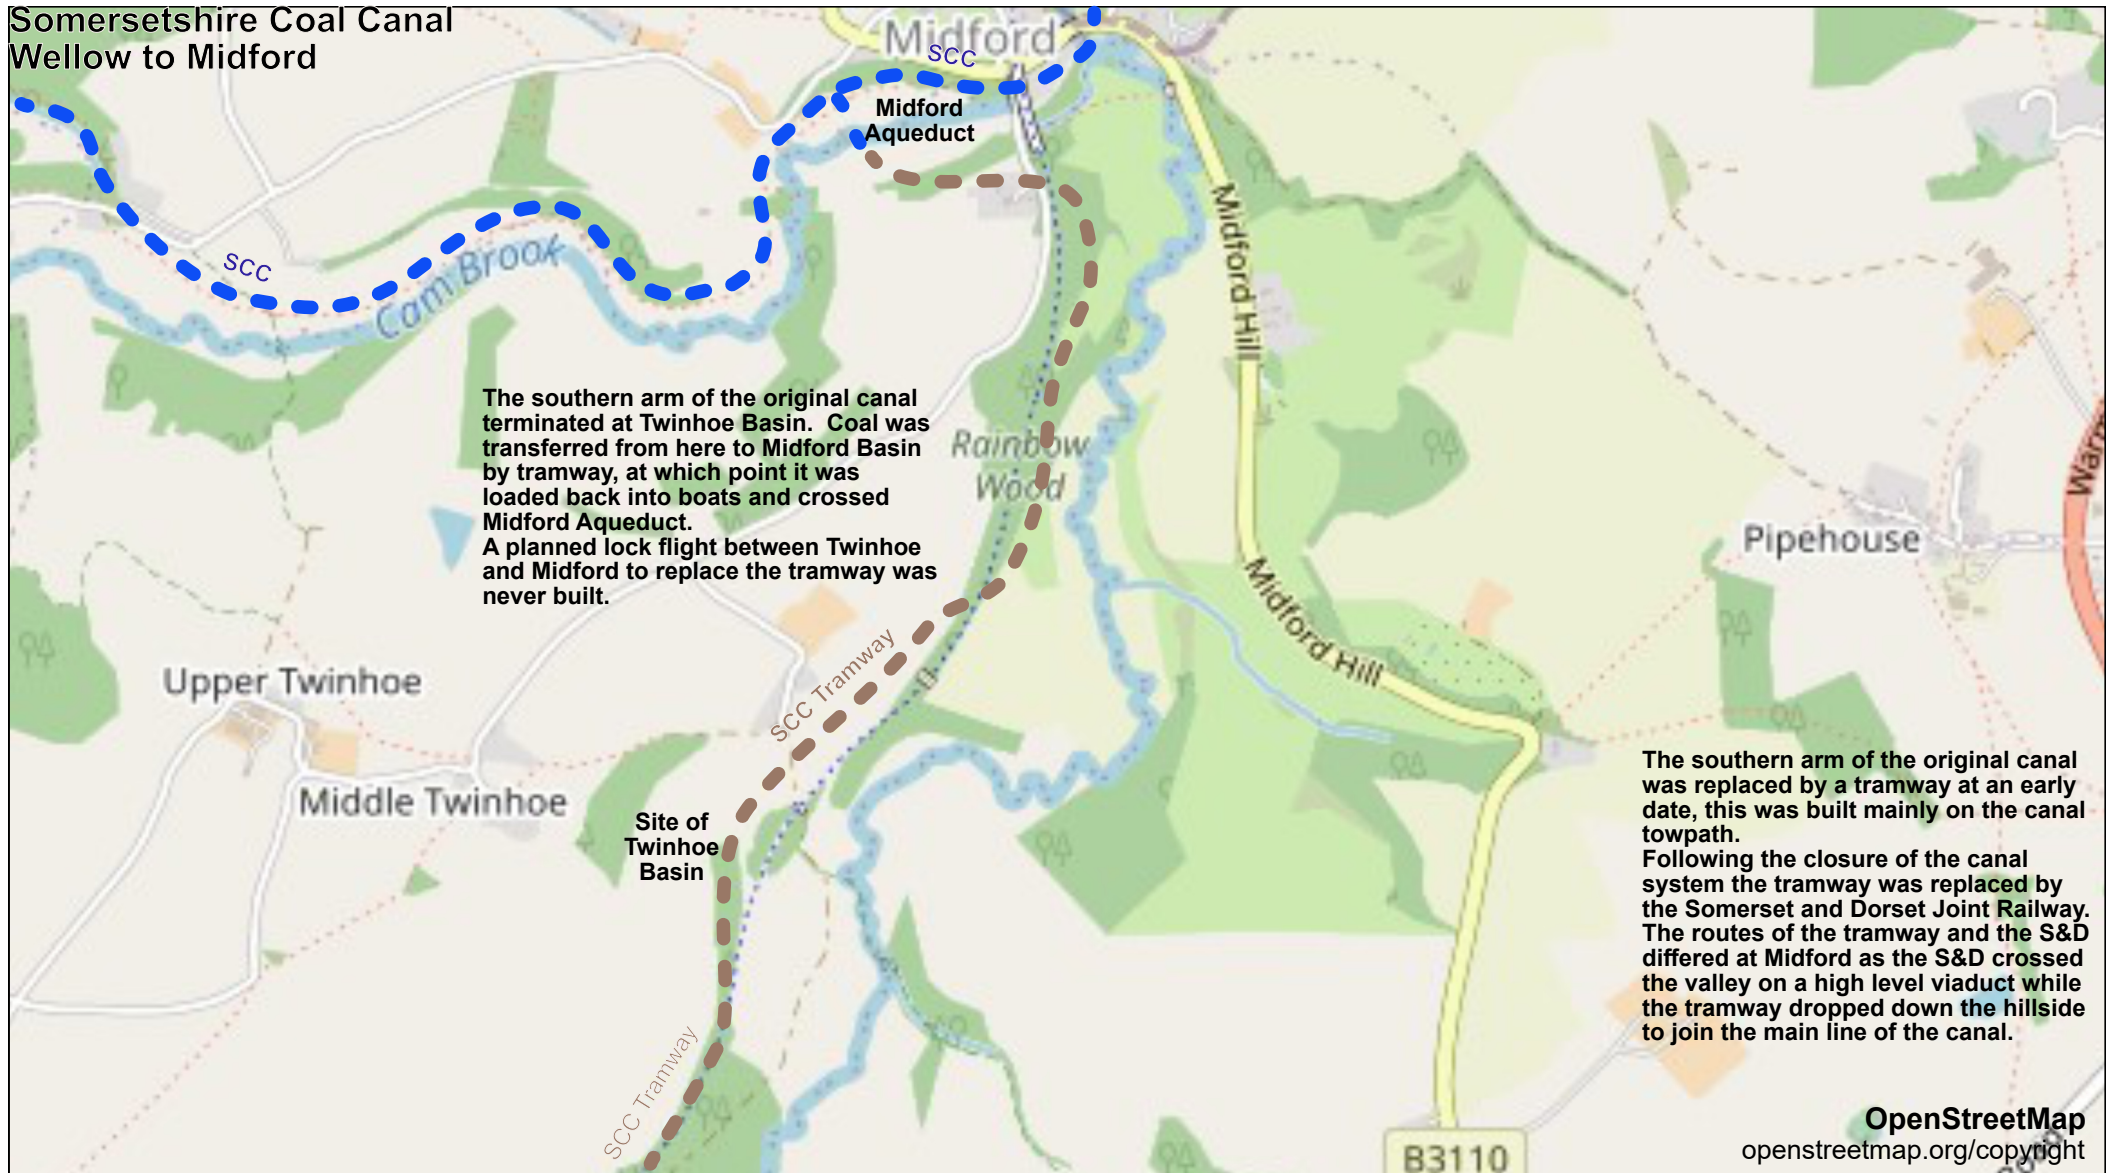 Somersetshire Coal Canal
Wellow to Midford
Midford
SCC
Midford
Aqueduct
SCC
Cam Brook
Midford Hill
The southern arm of the original canal
terminated at Twinhoe Basin.  Coal was
transferred from here to Midford Basin
by tramway, at which point it was
loaded back into boats and crossed
Midford Aqueduct.
A planned lock flight between Twinhoe
and Midford to replace the tramway was
never built.
Rainbow
Wood
Pipehouse
Midford Hill
SCC Tramway
Upper Twinhoe
Middle Twinhoe
Site of
Twinhoe
Basin
The southern arm of the original canal
was replaced by a tramway at an early
date, this was built mainly on the canal
towpath.
Following the closure of the canal
system the tramway was replaced by
the Somerset and Dorset Joint Railway.
The routes of the tramway and the S&D
differed at Midford as the S&D crossed
the valley on a high level viaduct while
the tramway dropped down the hillside
to join the main line of the canal.
SCC Tramway
B3110
OpenStreetMap
openstreetmap.org/copyright